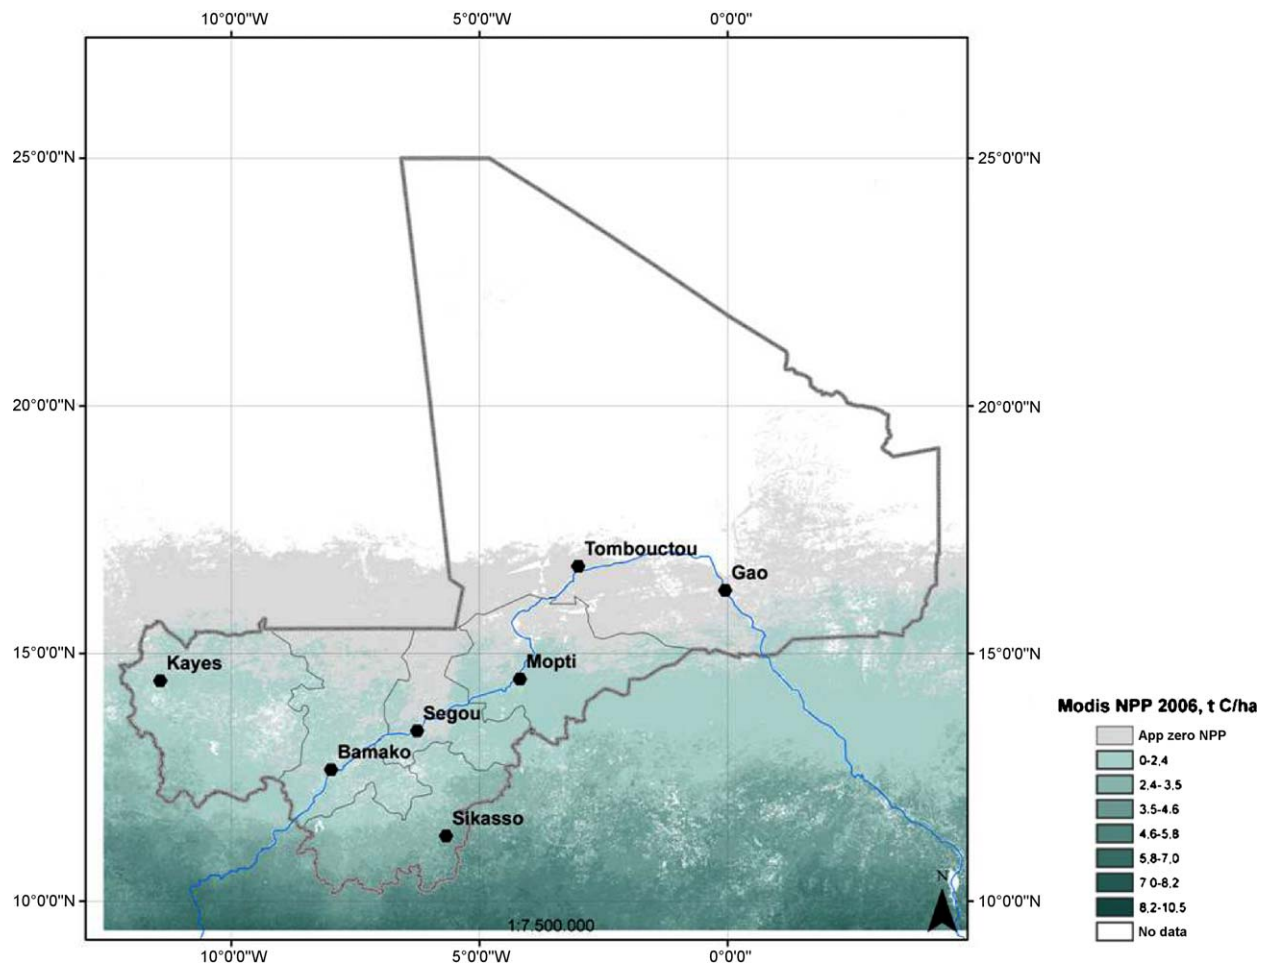 10°0'0"W 5°0'0"W 0°0'0"
25°0'0"N 25°0'0"N
20°0'0"N 20°0'0"N
Tombouctou
Gao
15°0'0"N 15°0'0"N
Kayes
Mopti
Segou
Bamako
Sikasso
Modis NPP 2006, t C/ha
App zero NPP
0-2,4
2.4-3.5
3.5-4.6
4.6-5.8
5,8-7,0
7 0-8.2
8,2-10,5
No data
N
10°0'0"N 10°0'0"N
1:7.500.000
10°0'0"W 5°0'0"W 0°0'0"